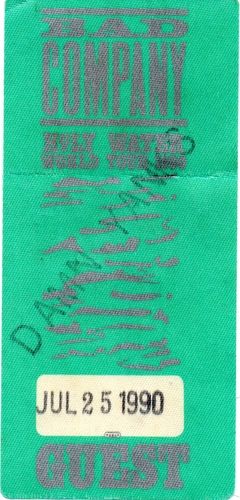 BAD
COMPANY
HOLY WATER
WORLD TOUR
DAMN YANKEES
JUL 25 1990
GUEST